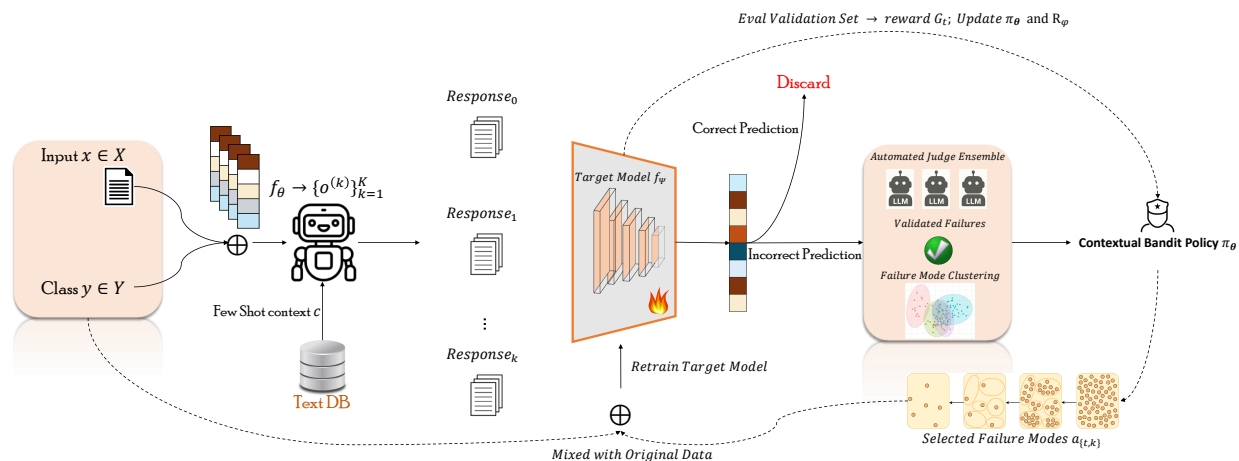 Eval Validation Set → reward G_t; Update π_θ and R_φ
Discard
Response_0
Correct Prediction
Input x ∈ X
f_θ → {o^(k)}_{k=1}^K
Target Model f_Ψ
Automated Judge Ensemble
LLM LLM LLM
Validated Failures
Response_1
Incorrect Prediction
Contextual Bandit Policy π_θ
Failure Mode Clustering
Class y ∈ Y
Few Shot context c
...
Response_k
Retrain Target Model
Text DB
Selected Failure Modes a_{t,k}
Mixed with Original Data